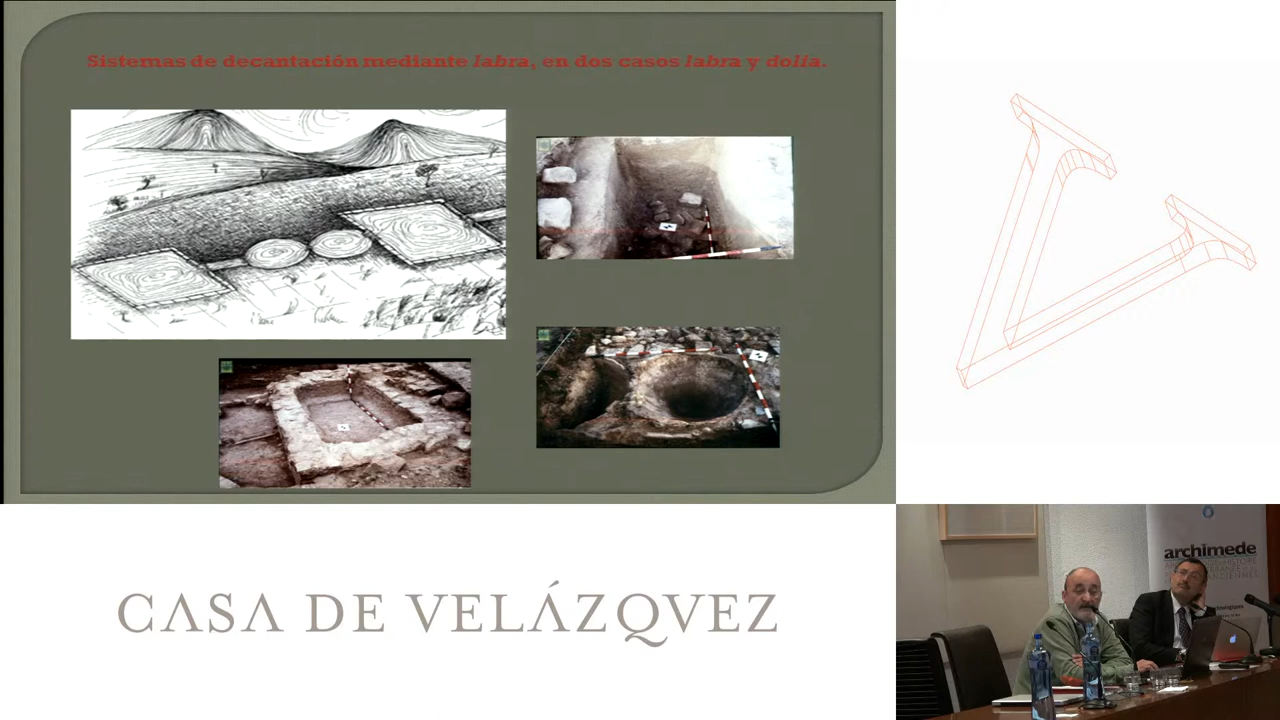 Sistemas de decantación mediante labra, en dos casos labra y dolia.
CASA DE VELÁZQVEZ
archimede